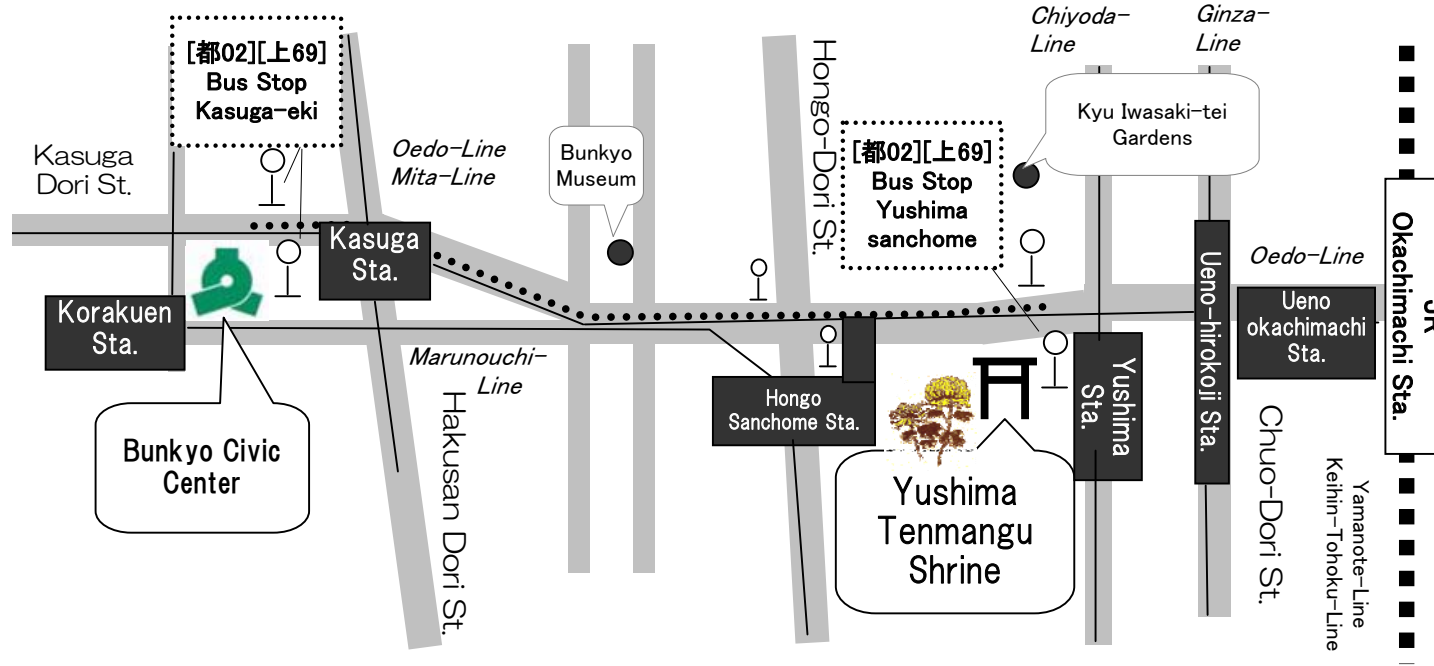 [都02][上69]
Bus Stop
Kasuga-eki
Kasuga
Dori St.
Oedo-Line
Mita-Line
Bunkyo
Museum
Hongo-Dori St.
[都02][上69]
Bus Stop
Yushima
sanchome
Chiyoda-
Line
Ginza-
Line
Kyu Iwasaki-tei
Gardens
Kasuga
Sta.
Korakuen
Sta.
Marunouchi-
Line
Bunkyo Civic
Center
Hakusan Dori St.
Hongo
Sanchome Sta.
Yushima
Tenmangu
Shrine
Yushima
Sta.
Ueno-hirokoji Sta.
Oedo-Line
Ueno
okachimachi
Sta.
JR
Okachimachi Sta.
Chuo-Dori St.
Yamanote-Line
Keihin-Tohoku-Line